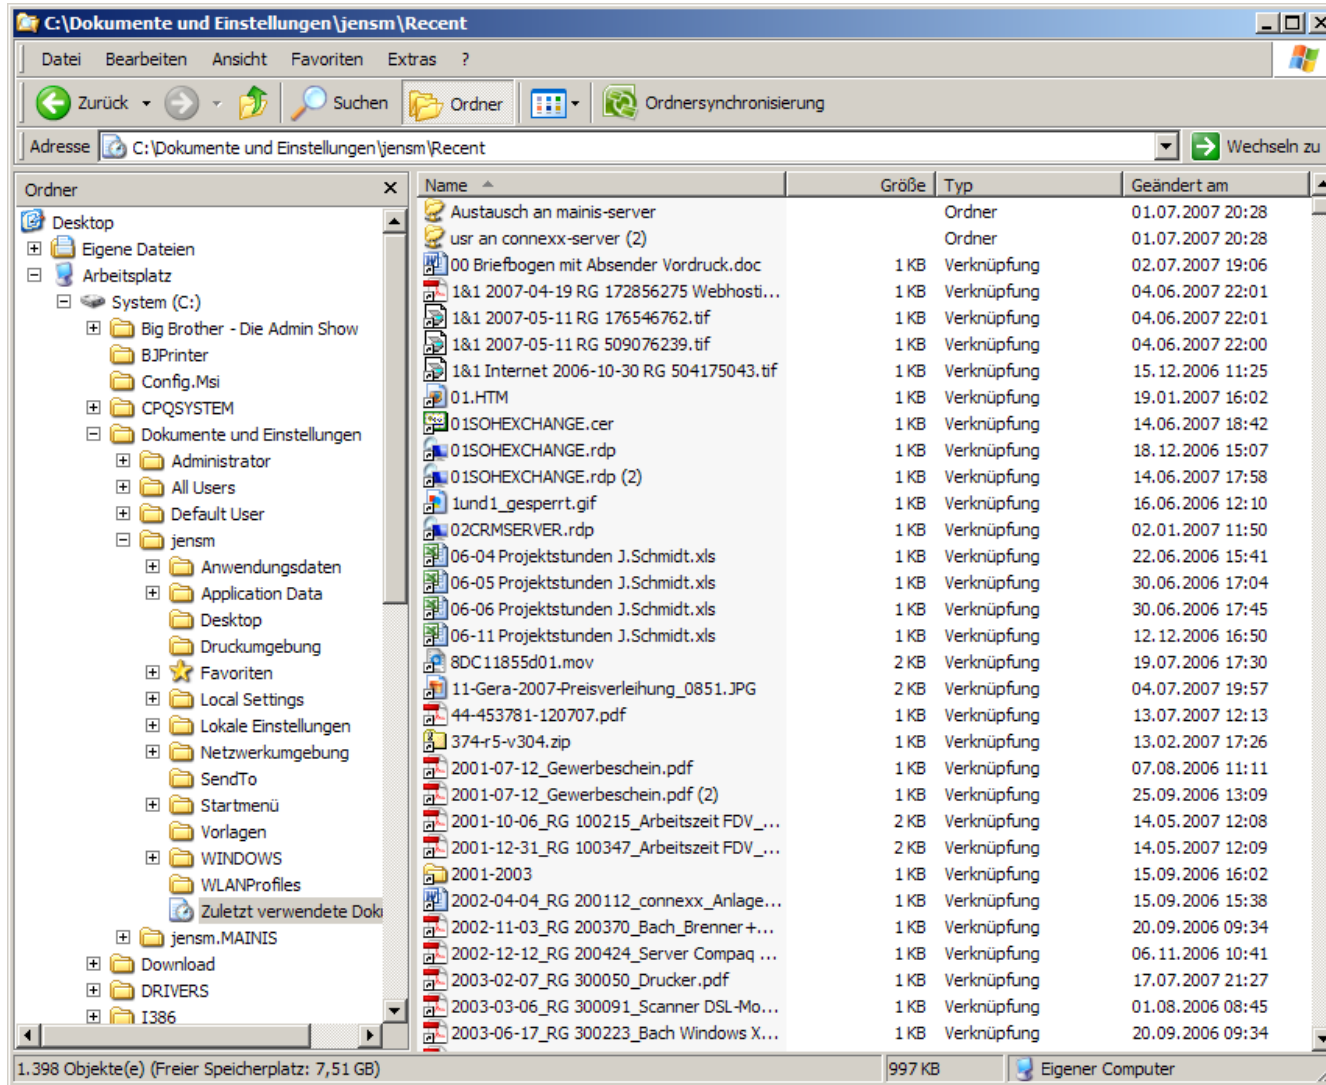 C:\Dokumente und Einstellungen\jensm\Recent
Datei Bearbeiten Ansicht Favoriten Extras ?
Zurück Suchen Ordner Ordnersynchronisierung
Adresse C:\Dokumente und Einstellungen\jensm\Recent Wechseln zu
Ordner
Desktop
Eigene Dateien
Arbeitsplatz
System (C:)
Big Brother - Die Admin Show
BJPrinter
Config.Msi
CPQSYSTEM
Dokumente und Einstellungen
Administrator
All Users
Default User
jensm
Anwendungsdaten
Application Data
Desktop
Druckumgebung
Favoriten
Local Settings
Lokale Einstellungen
Netzwerkumgebung
SendTo
Startmenü
Vorlagen
WINDOWS
WLANProfiles
Zuletzt verwendete Doku
jensm.MAINIS
Download
DRIVERS
I386
Name Größe Typ Geändert am
Austausch an mainis-server Ordner 01.07.2007 20:28
usr an connexx-server (2) Ordner 01.07.2007 20:28
00 Briefbogen mit Absender Vordruck.doc 1 KB Verknüpfung 02.07.2007 19:06
1&1 2007-04-19 RG 172856275 Webhosti... 1 KB Verknüpfung 04.06.2007 22:01
1&1 2007-05-11 RG 176546762.tif 1 KB Verknüpfung 04.06.2007 22:01
1&1 2007-05-11 RG 509076239.tif 1 KB Verknüpfung 04.06.2007 22:00
1&1 Internet 2006-10-30 RG 504175043.tif 1 KB Verknüpfung 15.12.2006 11:25
01.HTM 1 KB Verknüpfung 19.01.2007 16:02
01SOHEXCHANGE.cer 1 KB Verknüpfung 14.06.2007 18:42
01SOHEXCHANGE.rdp 1 KB Verknüpfung 18.12.2006 15:07
01SOHEXCHANGE.rdp (2) 1 KB Verknüpfung 14.06.2007 17:58
1und1_gesperrt.gif 1 KB Verknüpfung 16.06.2006 12:10
02CRMSERVER.rdp 1 KB Verknüpfung 02.01.2007 11:50
06-04 Projektstunden J.Schmidt.xls 1 KB Verknüpfung 22.06.2006 15:41
06-05 Projektstunden J.Schmidt.xls 1 KB Verknüpfung 30.06.2006 17:04
06-06 Projektstunden J.Schmidt.xls 1 KB Verknüpfung 30.06.2006 17:45
06-11 Projektstunden J.Schmidt.xls 1 KB Verknüpfung 12.12.2006 16:50
8DC11855d01.mov 2 KB Verknüpfung 19.07.2006 17:30
11-Gera-2007-Preisverleihung_0851.JPG 2 KB Verknüpfung 04.07.2007 19:57
44-453781-120707.pdf 1 KB Verknüpfung 13.07.2007 12:13
374-r5-v304.zip 1 KB Verknüpfung 13.02.2007 17:26
2001-07-12_Gewerbeschein.pdf 1 KB Verknüpfung 07.08.2006 11:11
2001-07-12_Gewerbeschein.pdf (2) 1 KB Verknüpfung 25.09.2006 13:09
2001-10-06_RG 100215_Arbeitszeit FDV_... 2 KB Verknüpfung 14.05.2007 12:08
2001-12-31_RG 100347_Arbeitszeit FDV_... 2 KB Verknüpfung 14.05.2007 12:09
2001-2003 1 KB Verknüpfung 15.09.2006 16:02
2002-04-04_RG 200112_connexx_Anlage... 1 KB Verknüpfung 15.09.2006 15:38
2002-11-03_RG 200370_Bach_Brenner+... 1 KB Verknüpfung 20.09.2006 09:34
2002-12-12_RG 200424_Server Compaq ... 1 KB Verknüpfung 06.11.2006 10:41
2003-02-07_RG 300050_Drucker.pdf 1 KB Verknüpfung 17.07.2007 21:27
2003-03-06_RG 300091_Scanner DSL-Mo... 1 KB Verknüpfung 01.08.2006 08:45
2003-06-17_RG 300223_Bach Windows X... 1 KB Verknüpfung 20.09.2006 09:34
1.398 Objekte(e) (Freier Speicherplatz: 7,51 GB) 997 KB Eigener Computer